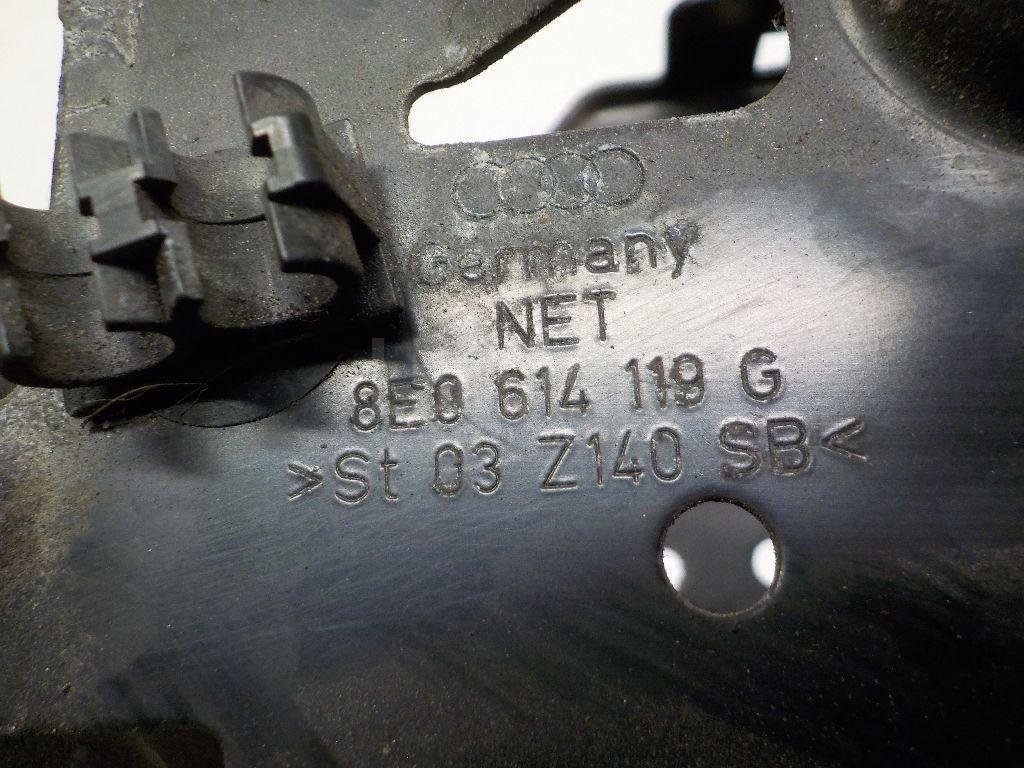 Germany
NET
8E0 614 119 G
>St 03 Z140 SB<